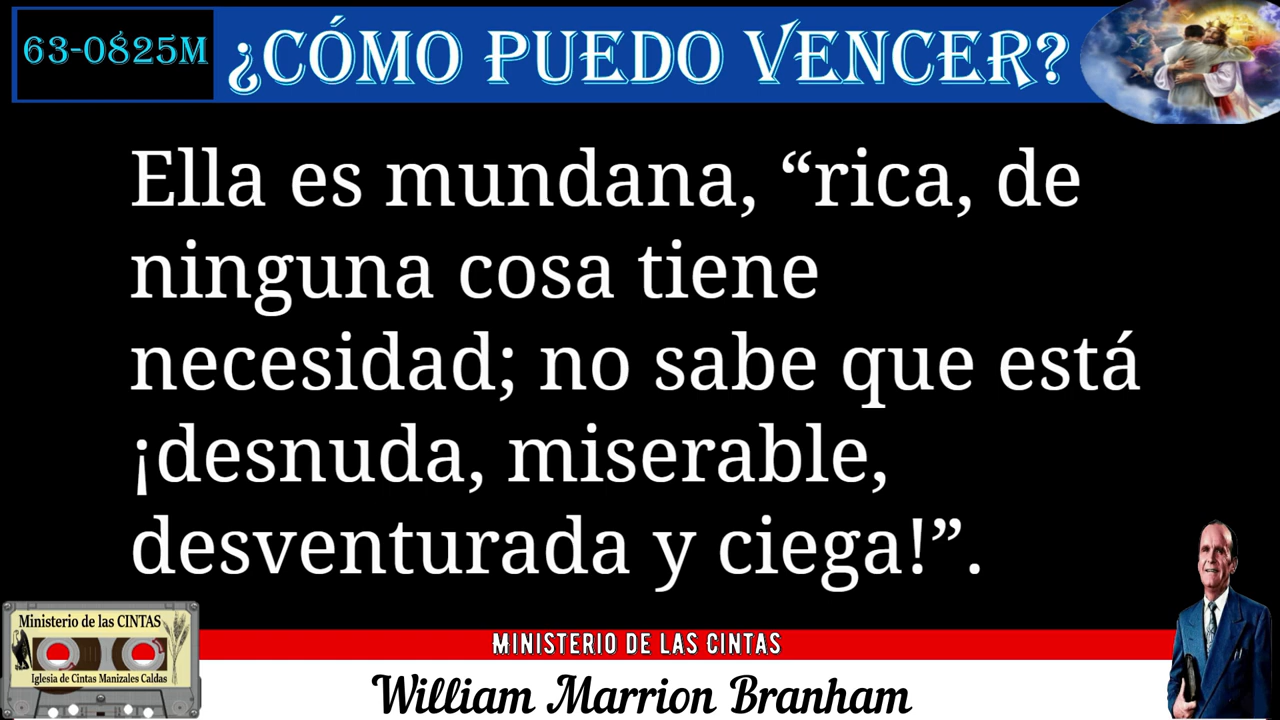 63-0825M ¿CÓMO PUEDO VENCER?
Ella es mundana, “rica, de
ninguna cosa tiene
necesidad; no sabe que está
¡desnuda, miserable,
desventurada y ciega!”.
Ministerio de las CINTAS
Iglesia de Cintas Manizales Caldas
MINISTERIO DE LAS CINTAS
William Marrion Branham